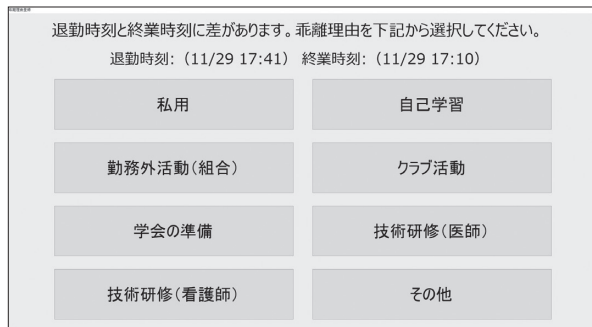 退勤時刻と終業時刻に差があります。乖離理由を下記から選択してください。
退勤時刻: (11/29 17:41) 終業時刻: (11/29 17:10)
私用 自己学習
勤務外活動(組合) クラブ活動
学会の準備 技術研修(医師)
技術研修(看護師) その他